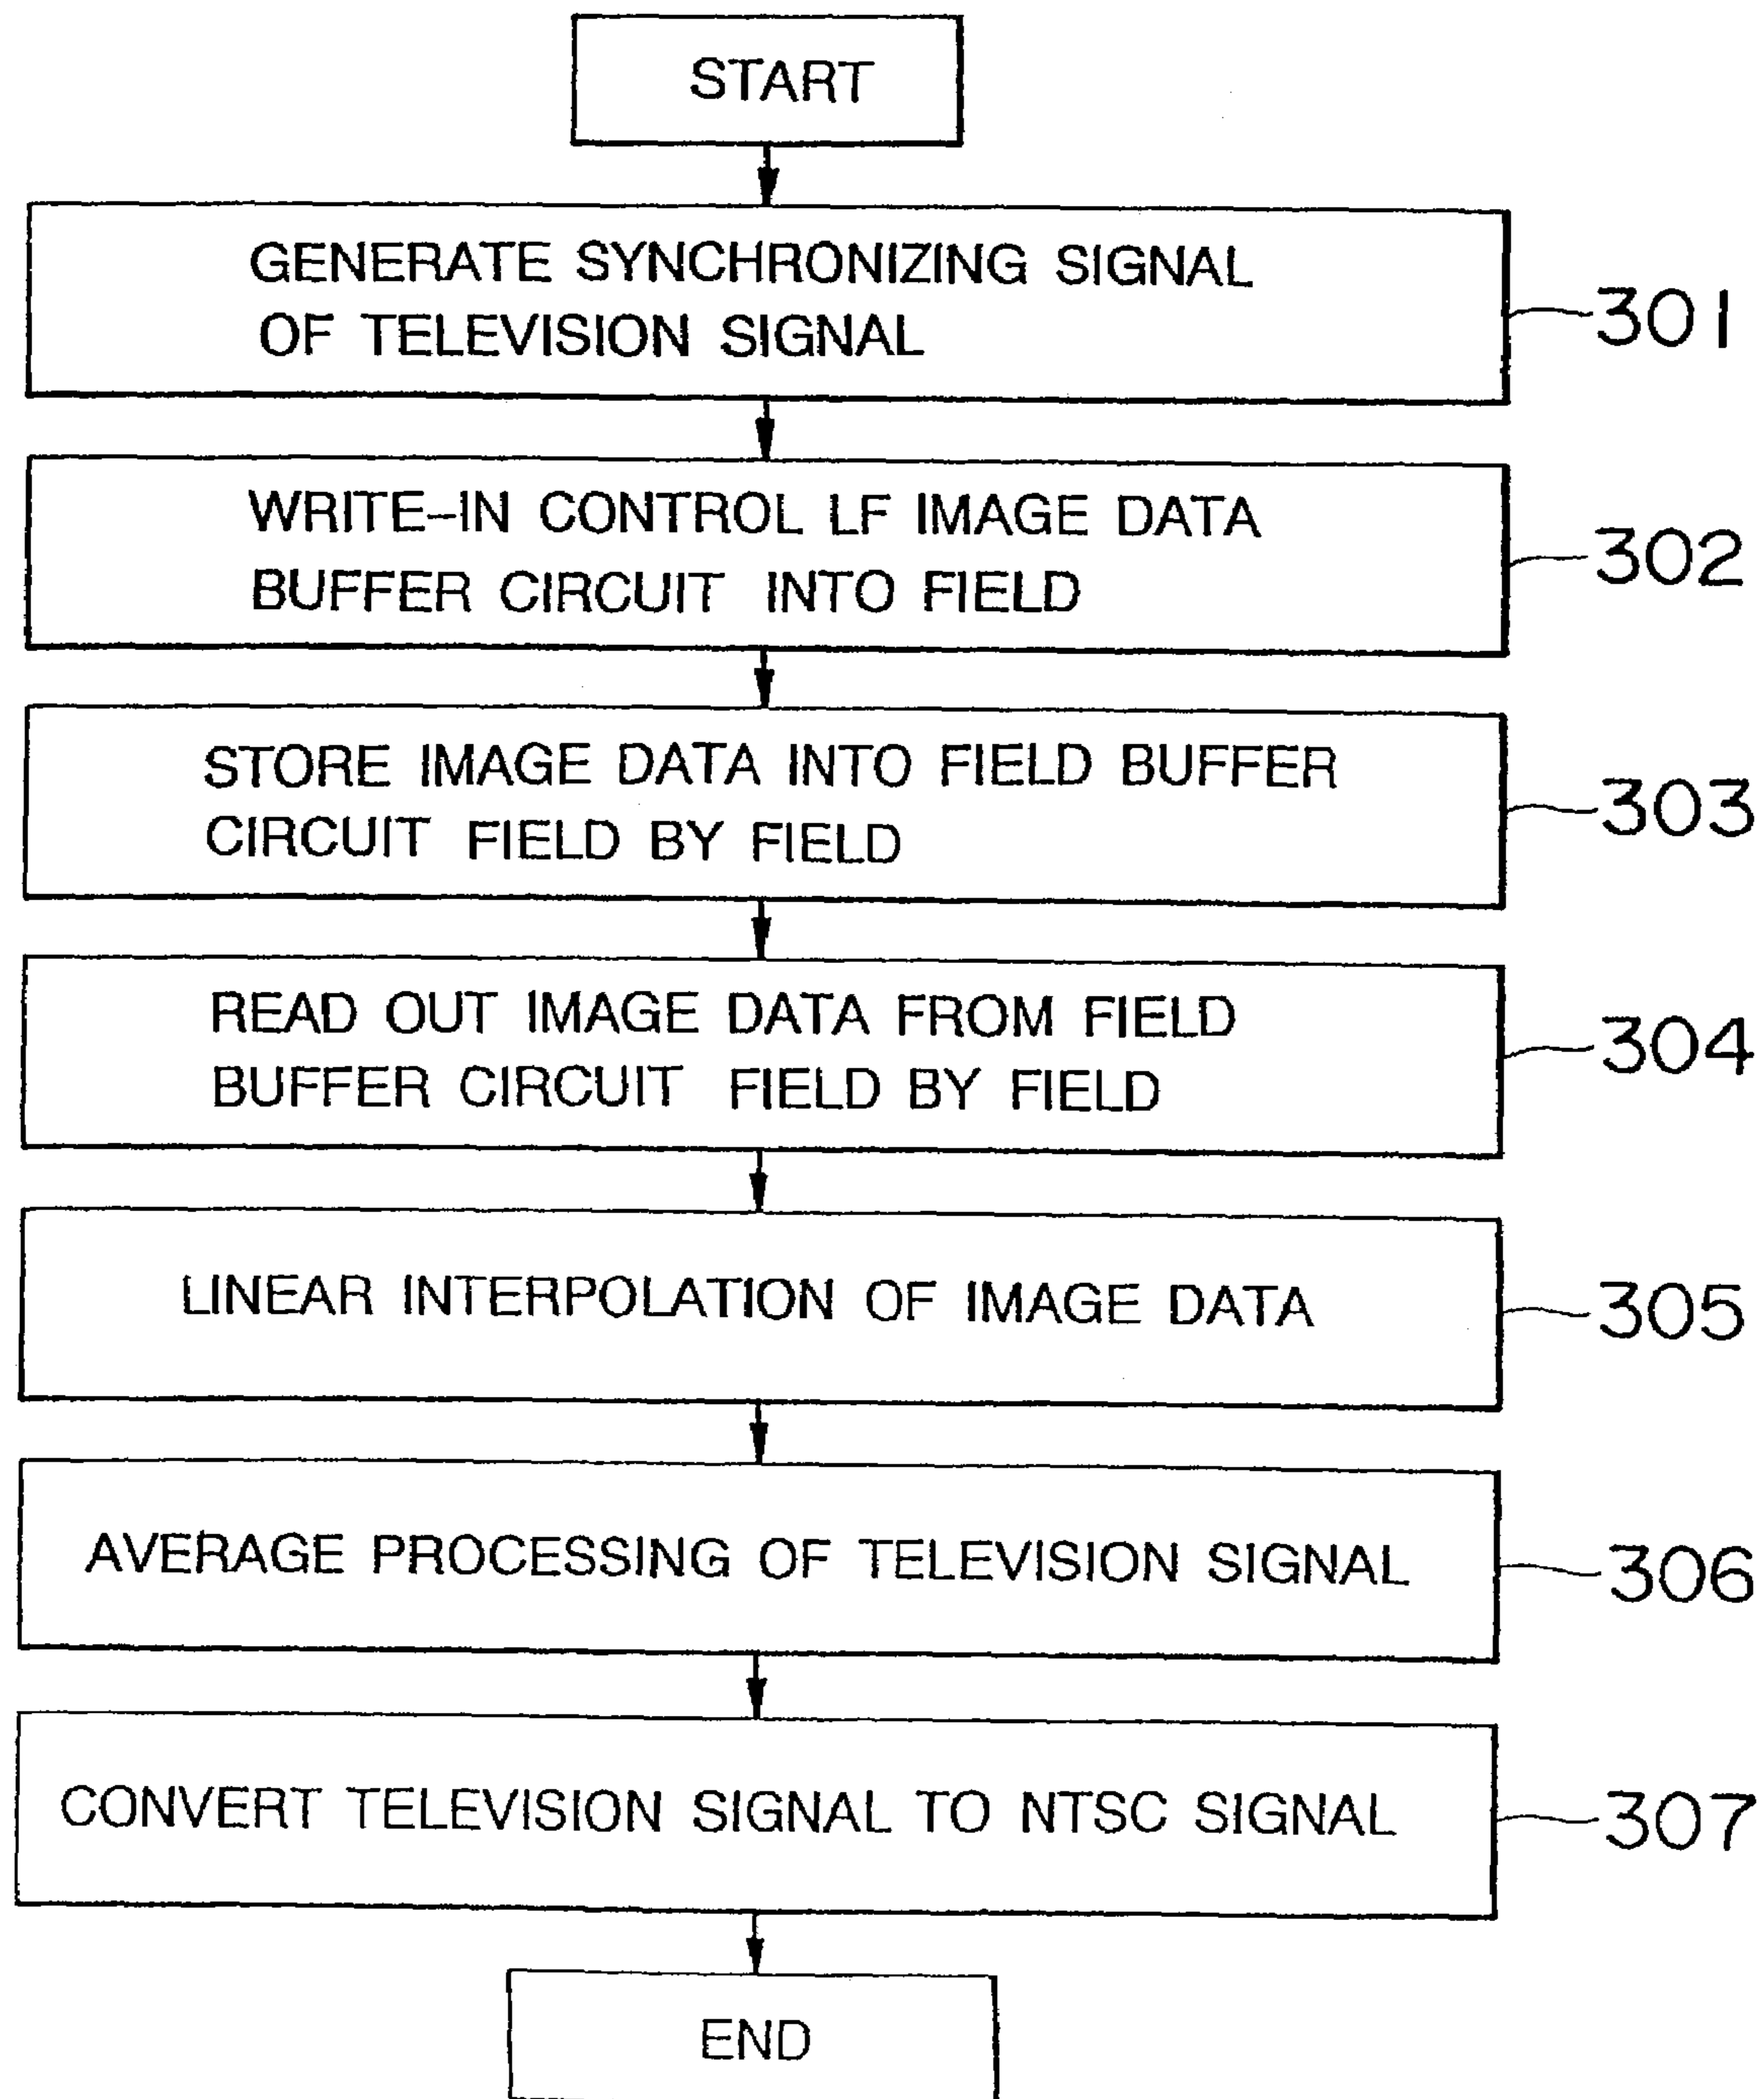 START
GENERATE SYNCHRONIZING SIGNAL
OF TELEVISION SIGNAL
301
WRITE-IN CONTROL LF IMAGE DATA
BUFFER CIRCUIT INTO FIELD
302
STORE IMAGE DATA INTO FIELD BUFFER
CIRCUIT FIELD BY FIELD
303
READ OUT IMAGE DATA FROM FIELD
BUFFER CIRCUIT FIELD BY FIELD
304
LINEAR INTERPOLATION OF IMAGE DATA
305
AVERAGE PROCESSING OF TELEVISION SIGNAL
306
CONVERT TELEVISION SIGNAL TO NTSC SIGNAL
307
END